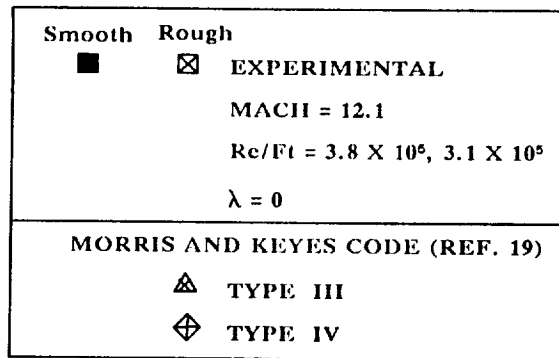 Smooth Rough
EXPERIMENTAL
MACH = 12.1
Re/Ft = 3.8 X 10⁵, 3.1 X 10⁵
λ = 0
MORRIS AND KEYES CODE (REF. 19)
TYPE III
TYPE IV